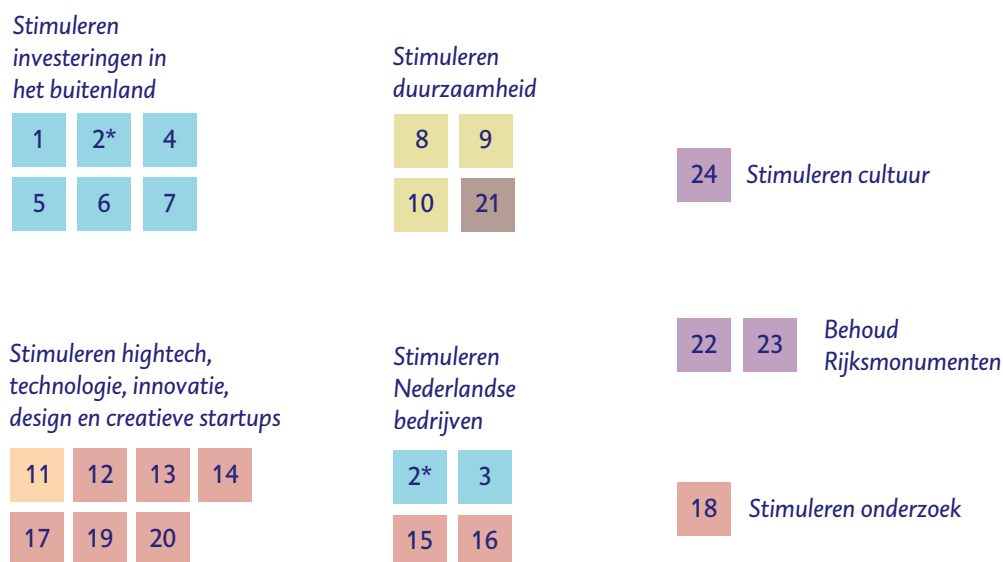 Stimuleren
investeringen in
het buitenland
1 2* 4
5 6 7
Stimuleren
duurzaamheid
8 9
10 21
24 Stimuleren cultuur
22 23 Behoud
Rijksmonumenten
Stimuleren hightech,
technologie, innovatie,
design en creatieve startups
11 12 13 14
17 19 20
Stimuleren
Nederlandse
bedrijven
2* 3
15 16
18 Stimuleren onderzoek